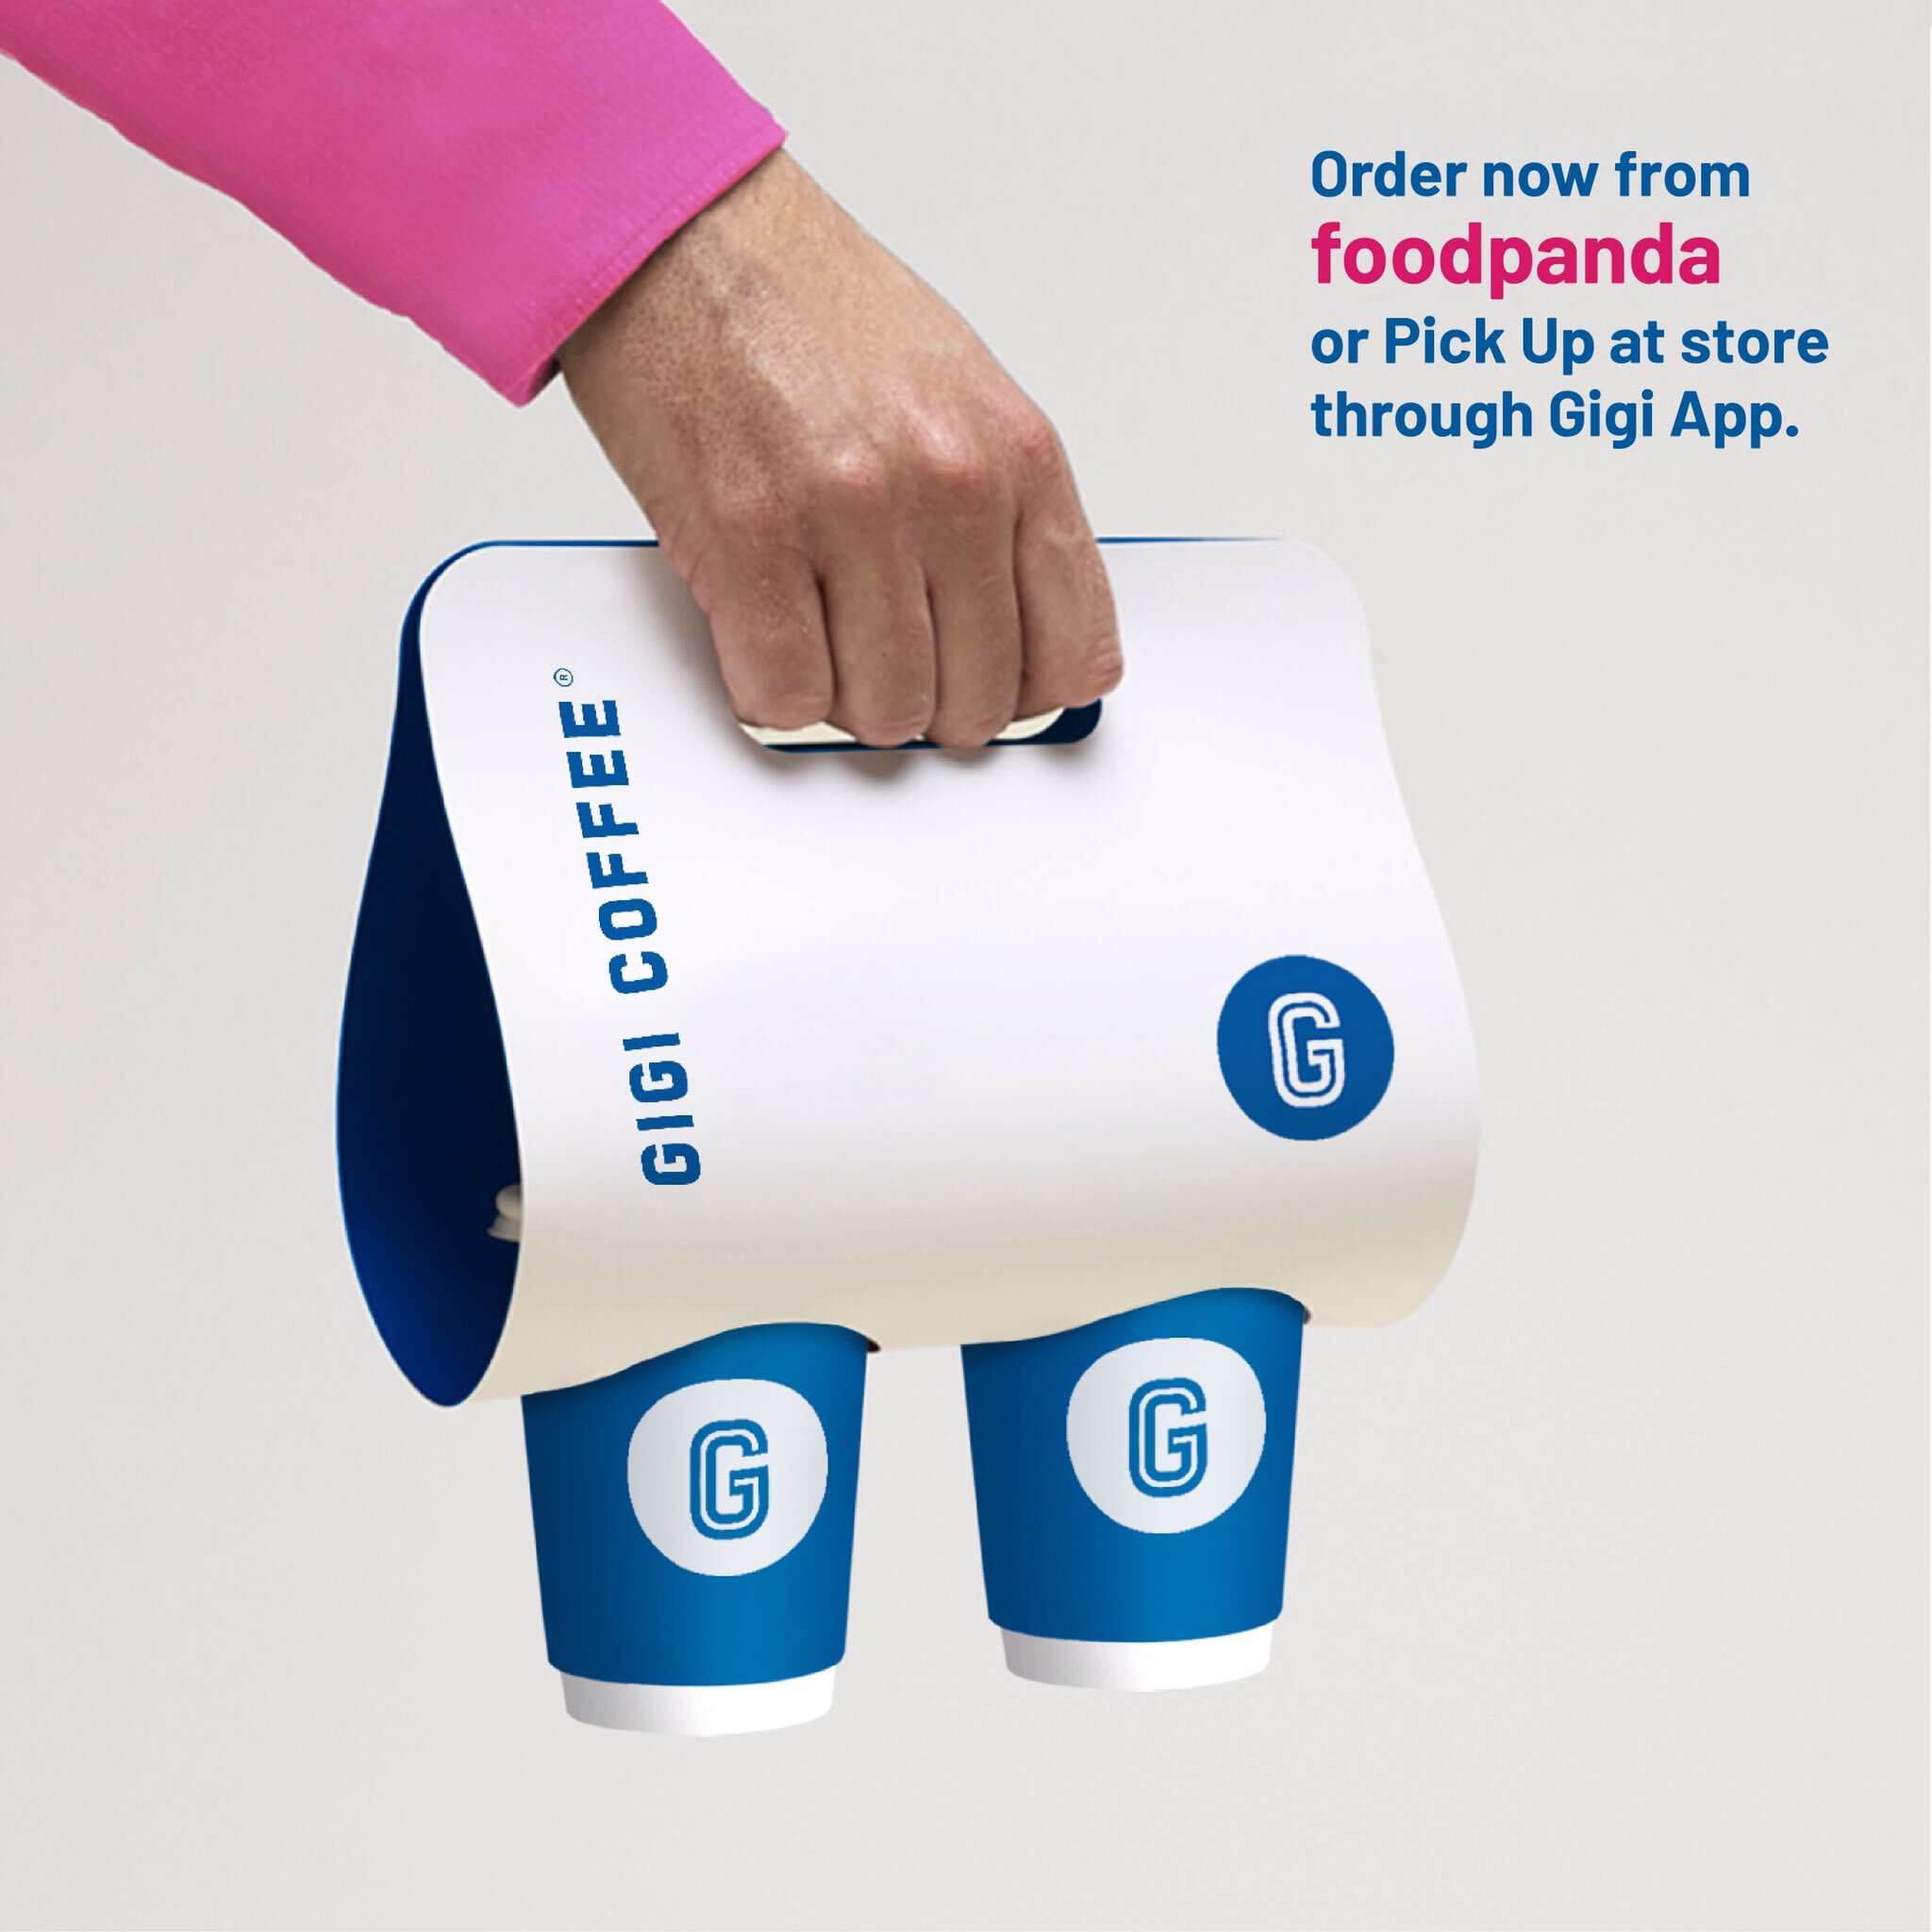 Order now from
foodpanda
or Pick Up at store
through Gigi App.
GIGI COFFEE®
G
G
G